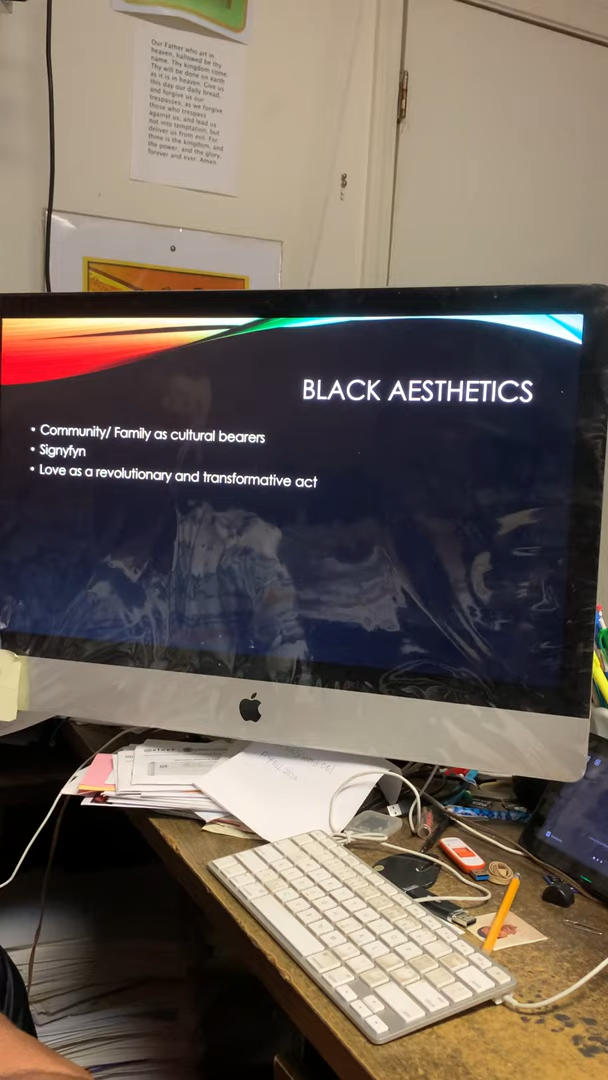 Our Father who art in
heaven, hallowed be thy
name. Thy kingdom come.
Thy will be done on earth
as it is in heaven. Give us
this day our daily bread,
and forgive us our
trespasses, as we forgive
those who trespass
against us, and lead us
not into temptation, but
deliver us from evil. For
thine is the kingdom, and
the power, and the glory,
forever and ever. Amen.
BLACK AESTHETICS
• Community/ Family as cultural bearers
• Signyfyn
• Love as a revolutionary and transformative act